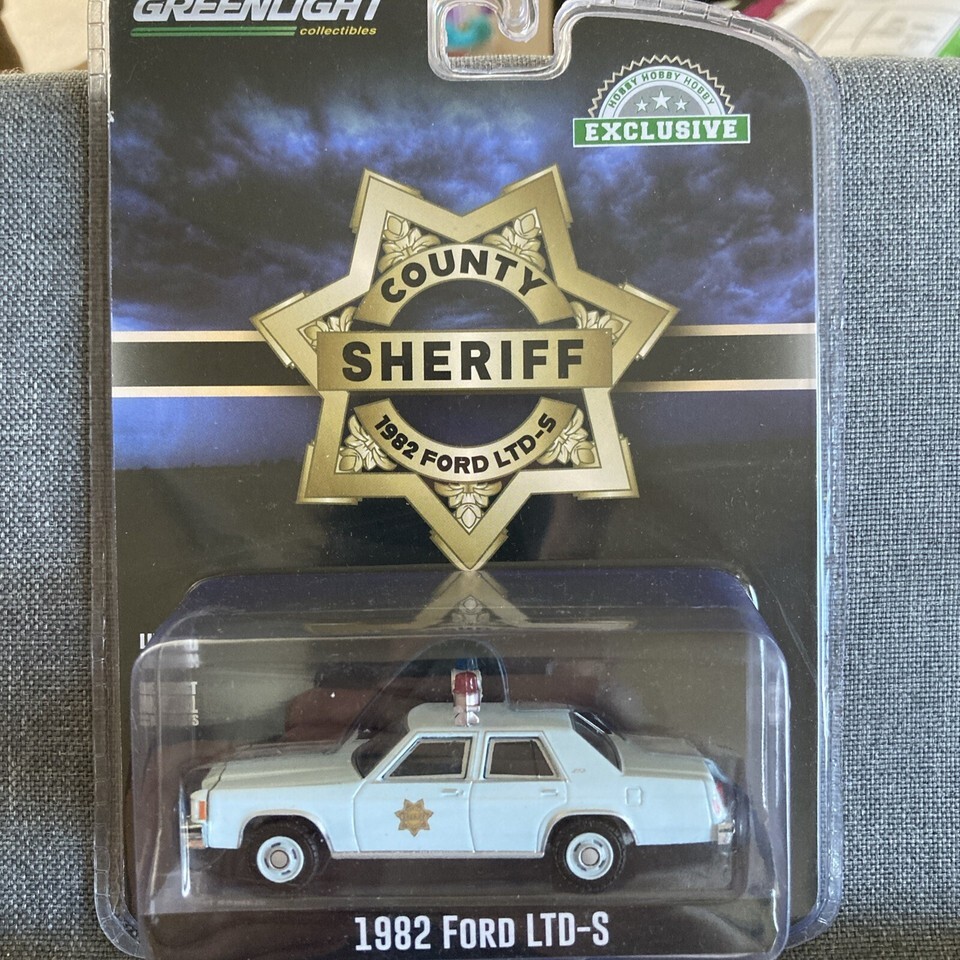 GREENLIGHT
collectibles
HOBBY HOBBY HOBBY
EXCLUSIVE
COUNTY
SHERIFF
1982 FORD LTD-S
1982 FORD LTD-S